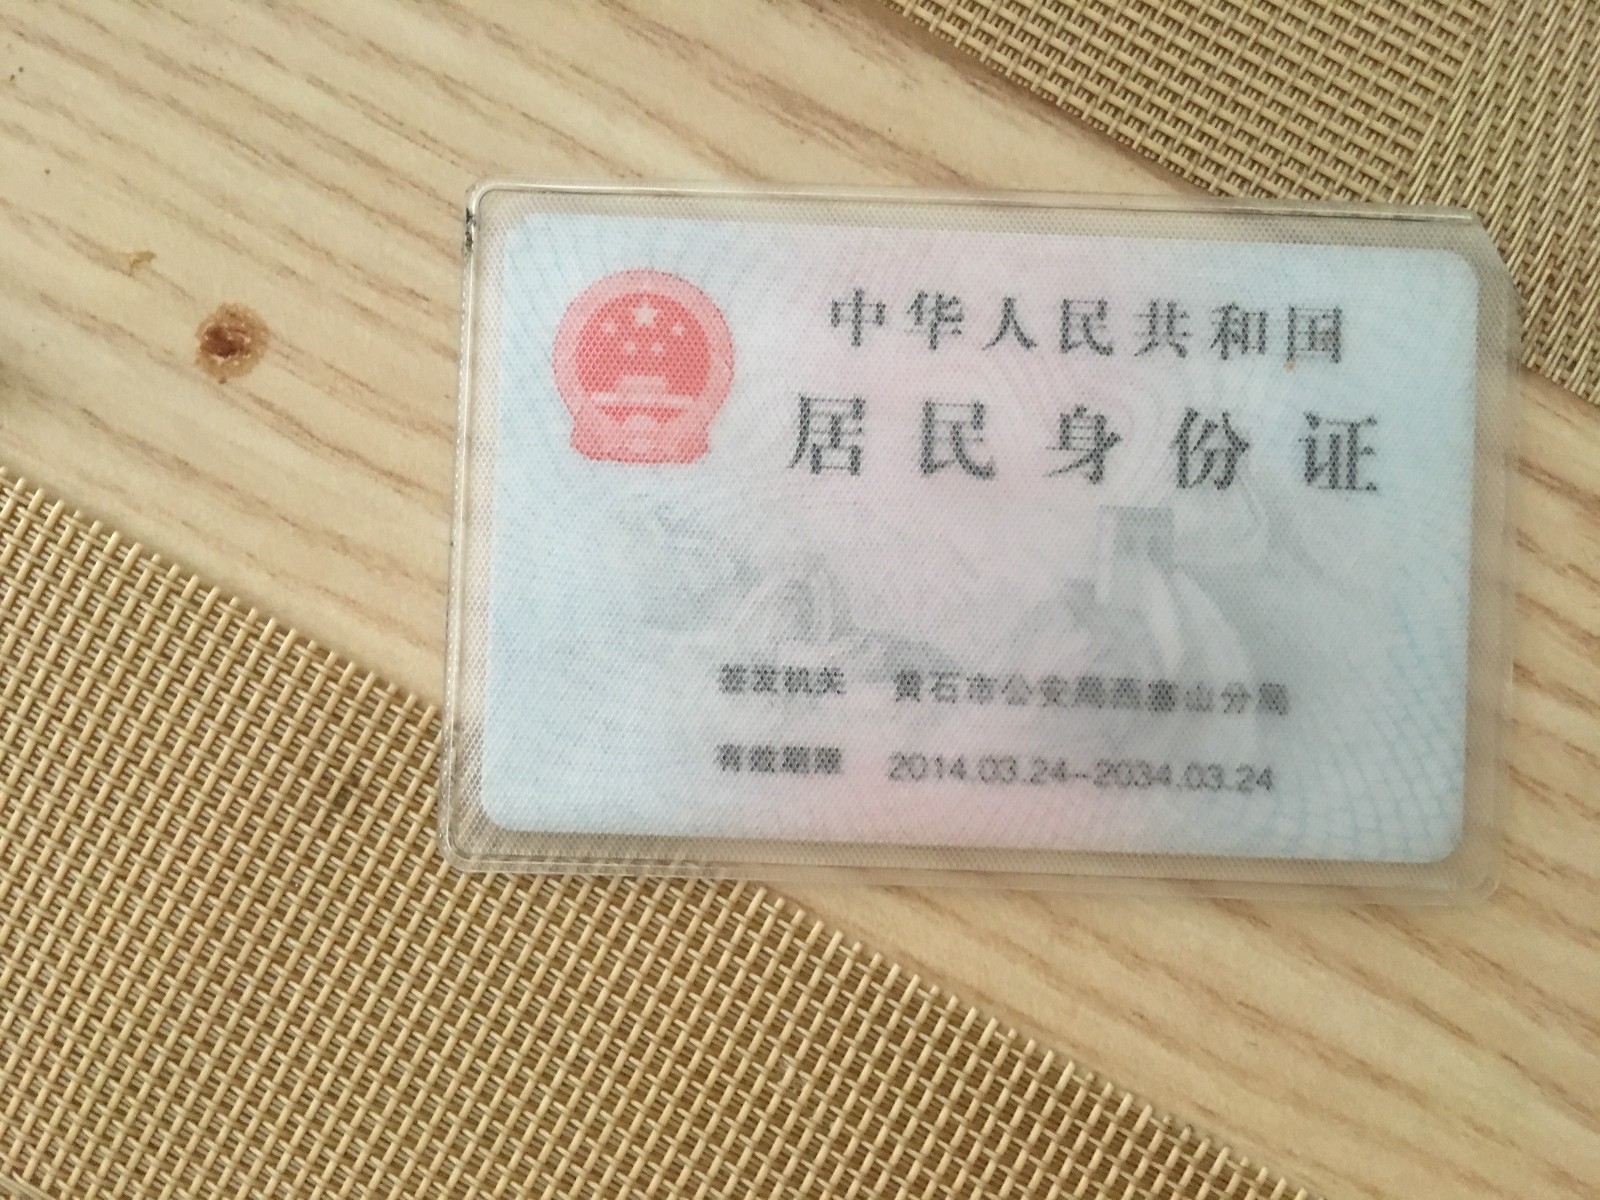 中华人民共和国
居民身份证
签发机关 黄石市公安局西塞山分局
有效期限 2014.03.24-2034.03.24